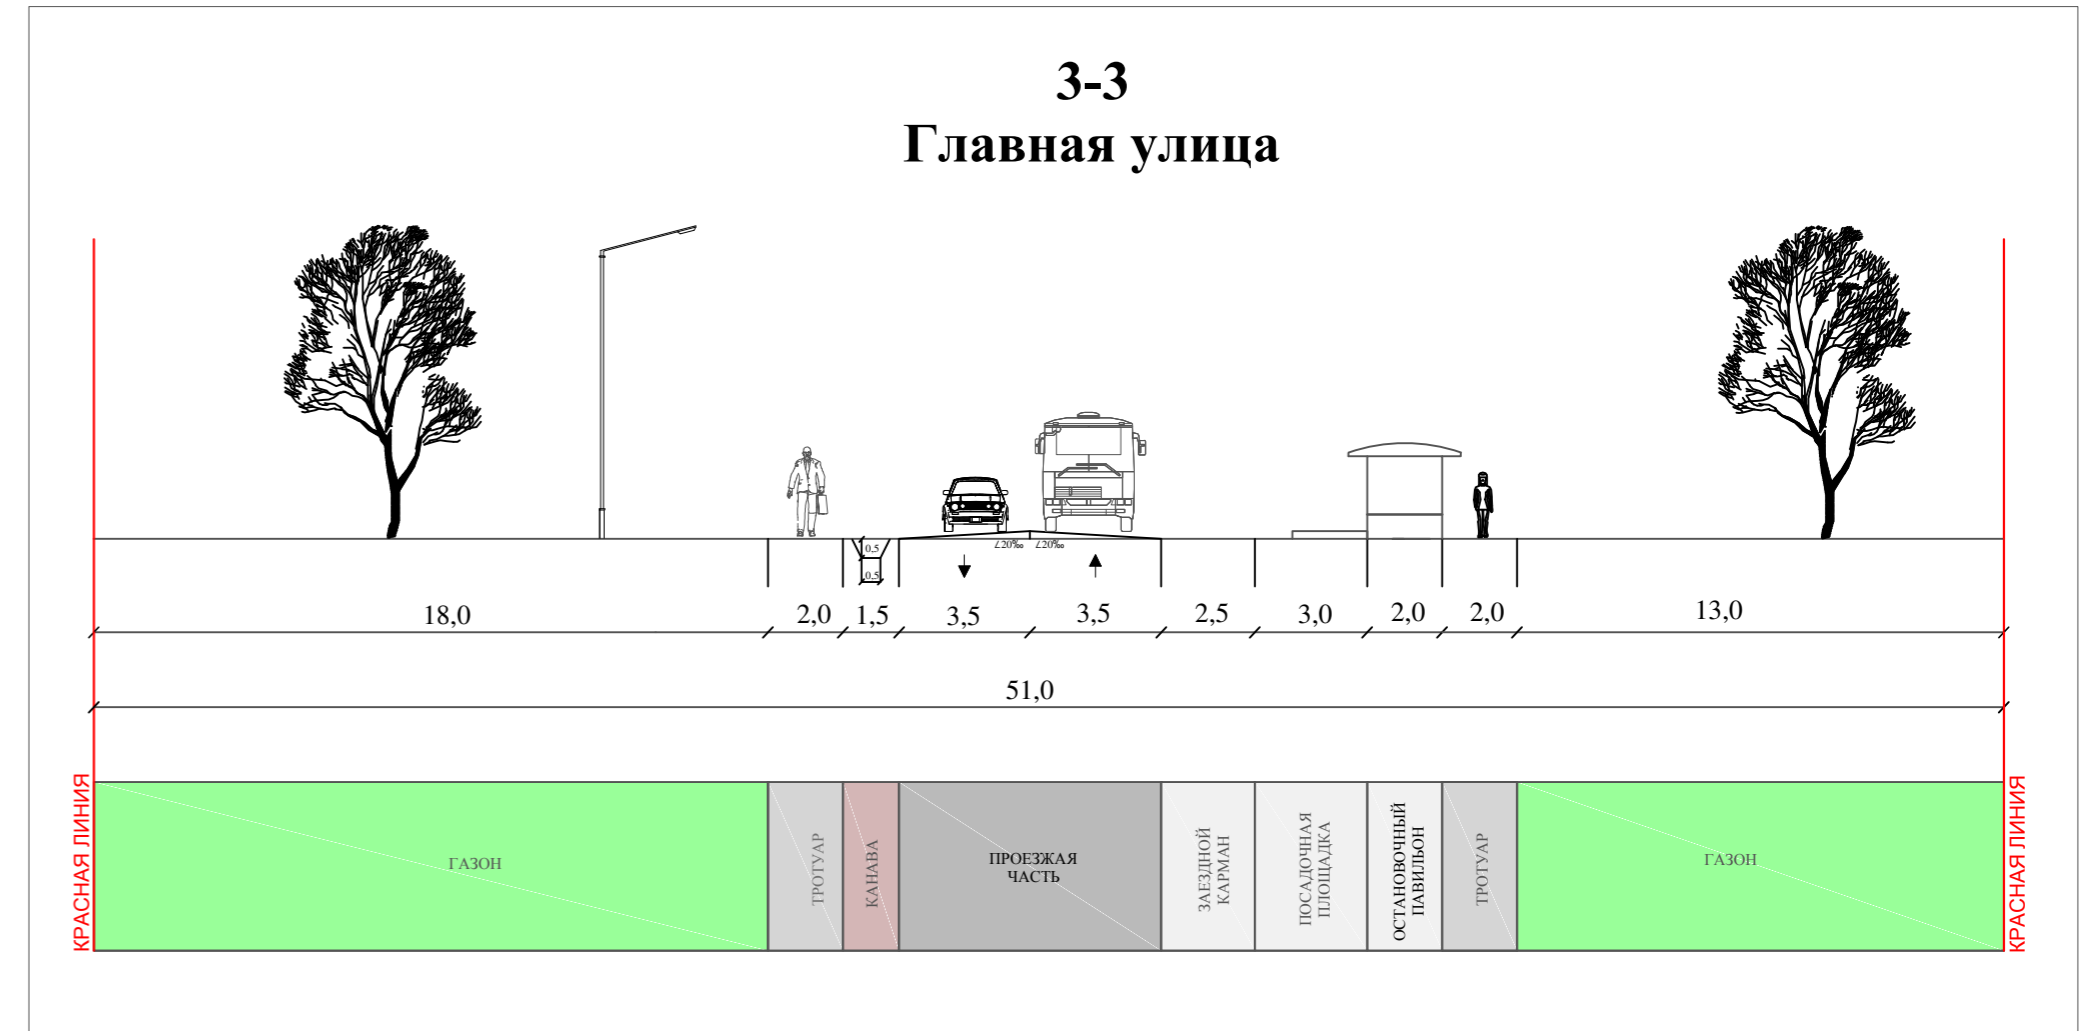 3-3
Главная улица
0,5
0,5
∠20‰ ∠20‰
18,0 2,0 1,5 3,5 3,5 2,5 3,0 2,0 2,0 13,0
51,0
КРАСНАЯ ЛИНИЯ
ГАЗОН
ТРОТУАР
КАНАВА
ПРОЕЗЖАЯ
ЧАСТЬ
ЗАЕЗДНОЙ
КАРМАН
ПОСАДОЧНАЯ
ПЛОЩАДКА
ОСТАНОВОЧНЫЙ
ПАВИЛЬОН
ТРОТУАР
ГАЗОН
КРАСНАЯ ЛИНИЯ